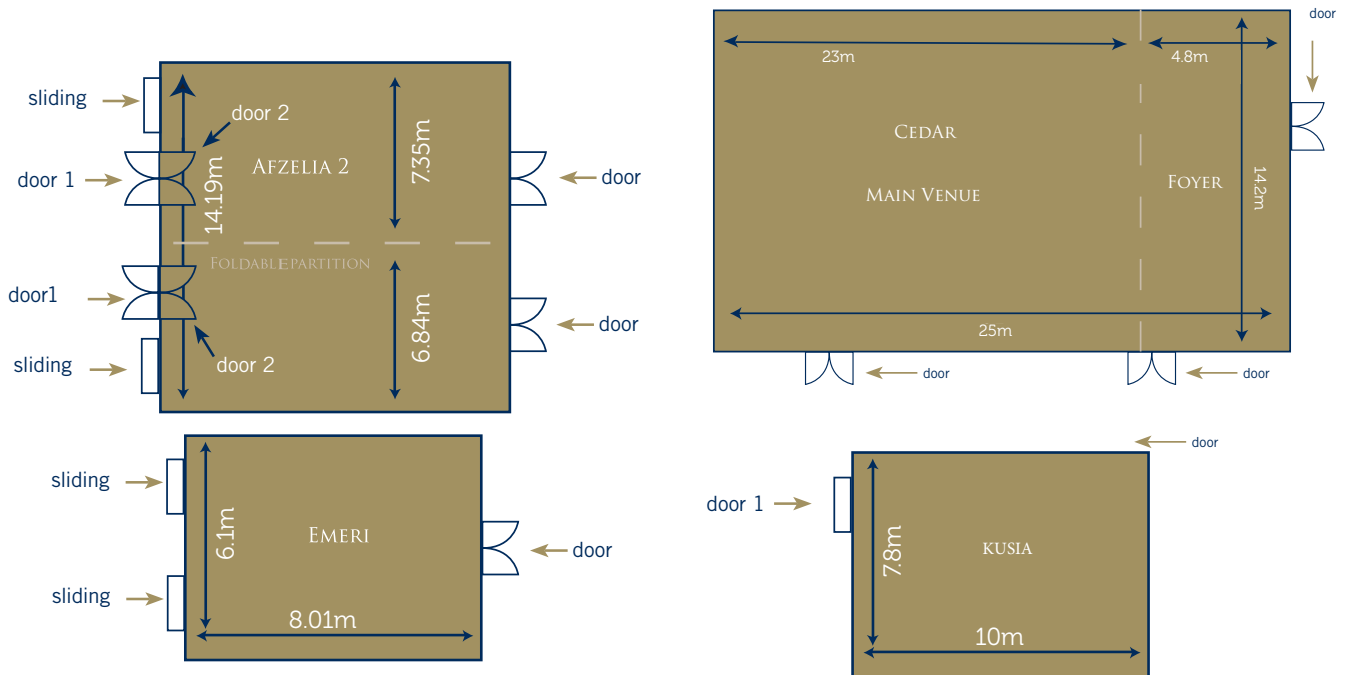 sliding
door 2
door 1
AFZELIA 2
7.35m
14.19m
door
FOLDABLEPARTITION
door1
6.84m
door
door 2
sliding
door
23m
4.8m
CEDAR
MAIN VENUE
FOYER
14.2m
25m
door
door
sliding
6.1m
EMERI
door
sliding
8.01m
door
door 1
7.8m
KUSIA
10m